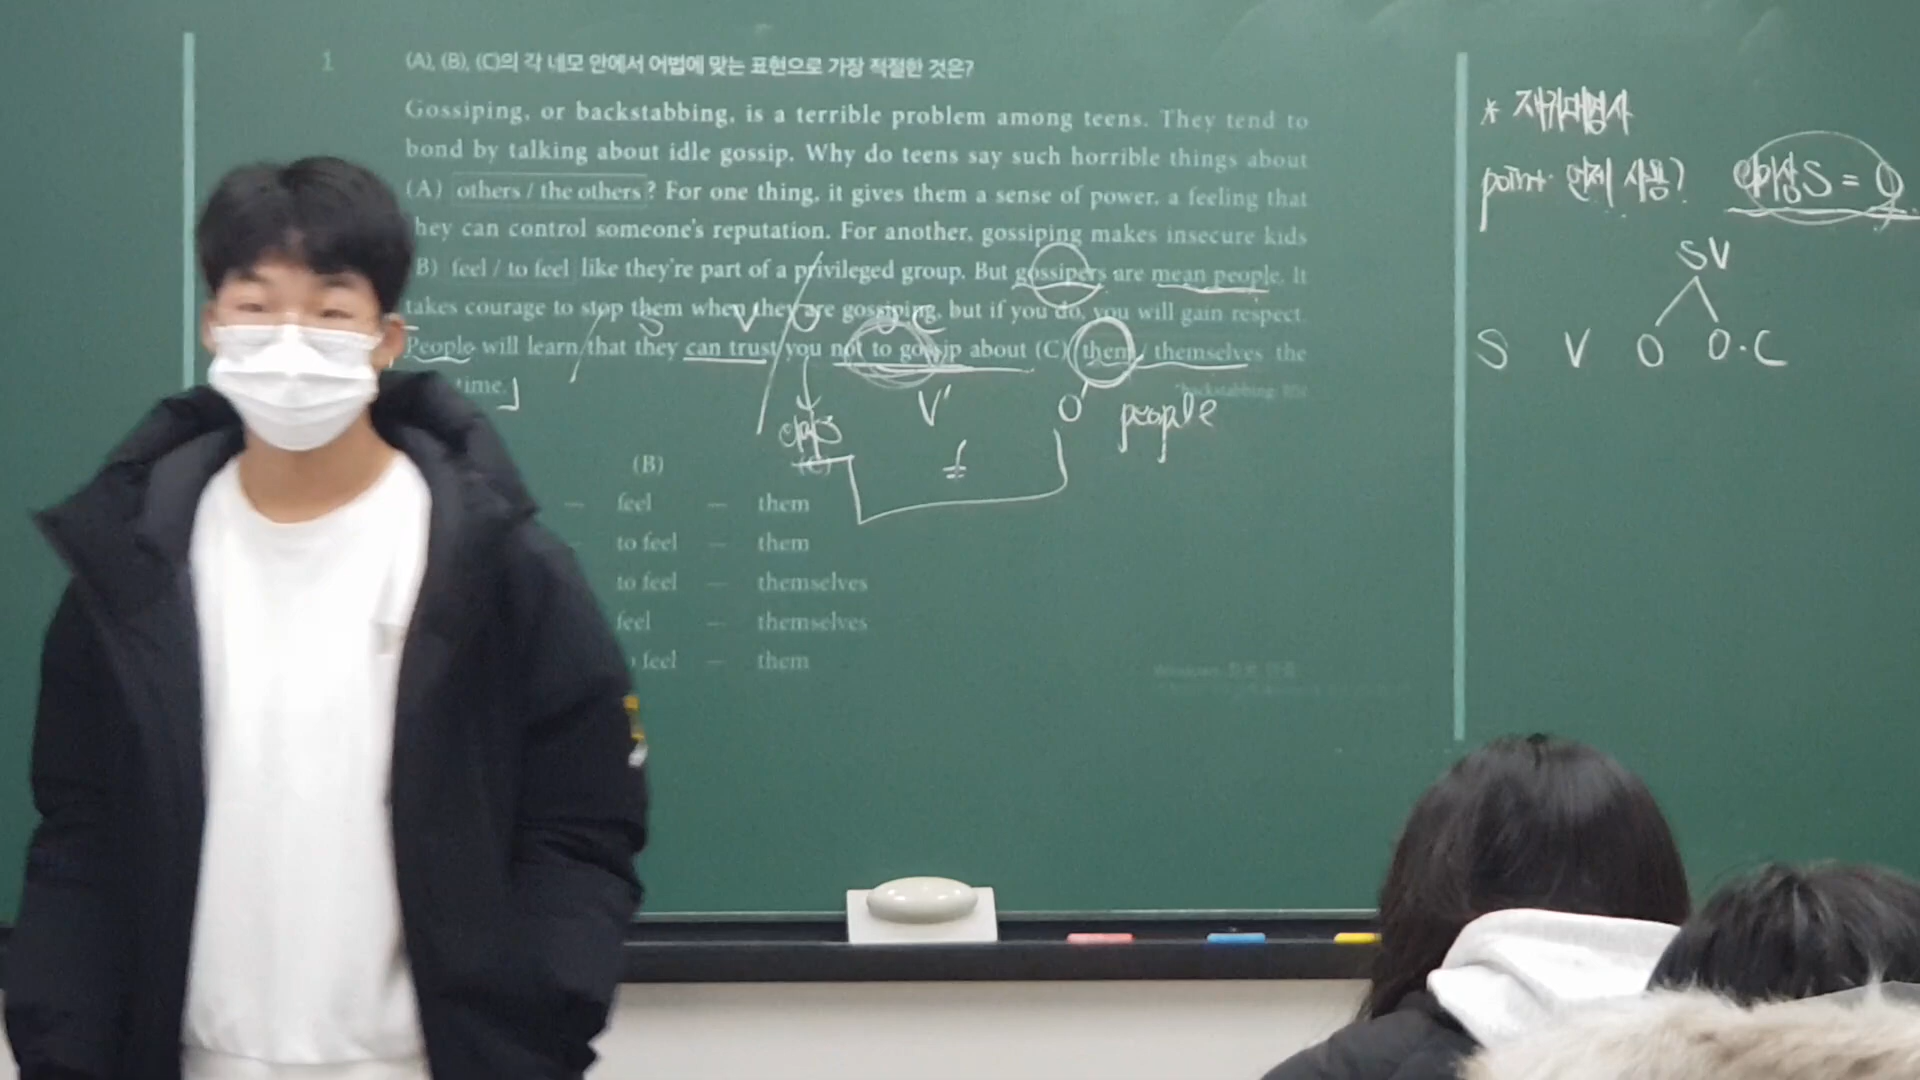 1 (A), (B), (C)의 각 네모 안에서 어법에 맞는 표현으로 가장 적절한 것은?
Gossiping, or backstabbing, is a terrible problem among teens. They tend to
bond by talking about idle gossip. Why do teens say such horrible things about
(A) others / the others ? For one thing, it gives them a sense of power, a feeling that
hey can control someone's reputation. For another, gossiping makes insecure kids
B) feel / to feel like they're part of a privileged group. But gossipers are mean people. It
takes courage to stop them when they are gossiping, but if you do, you will gain respect.
S V O O.C
People will learn that they can trust you not to gossip about (C) them / themselves the
time.
V' O people
≠
(B) (C)
— feel — them
— to feel — them
to feel — themselves
feel — themselves
feel — them
* 재귀대명사
point 언제 사용? S = O
SV
S V O O.C